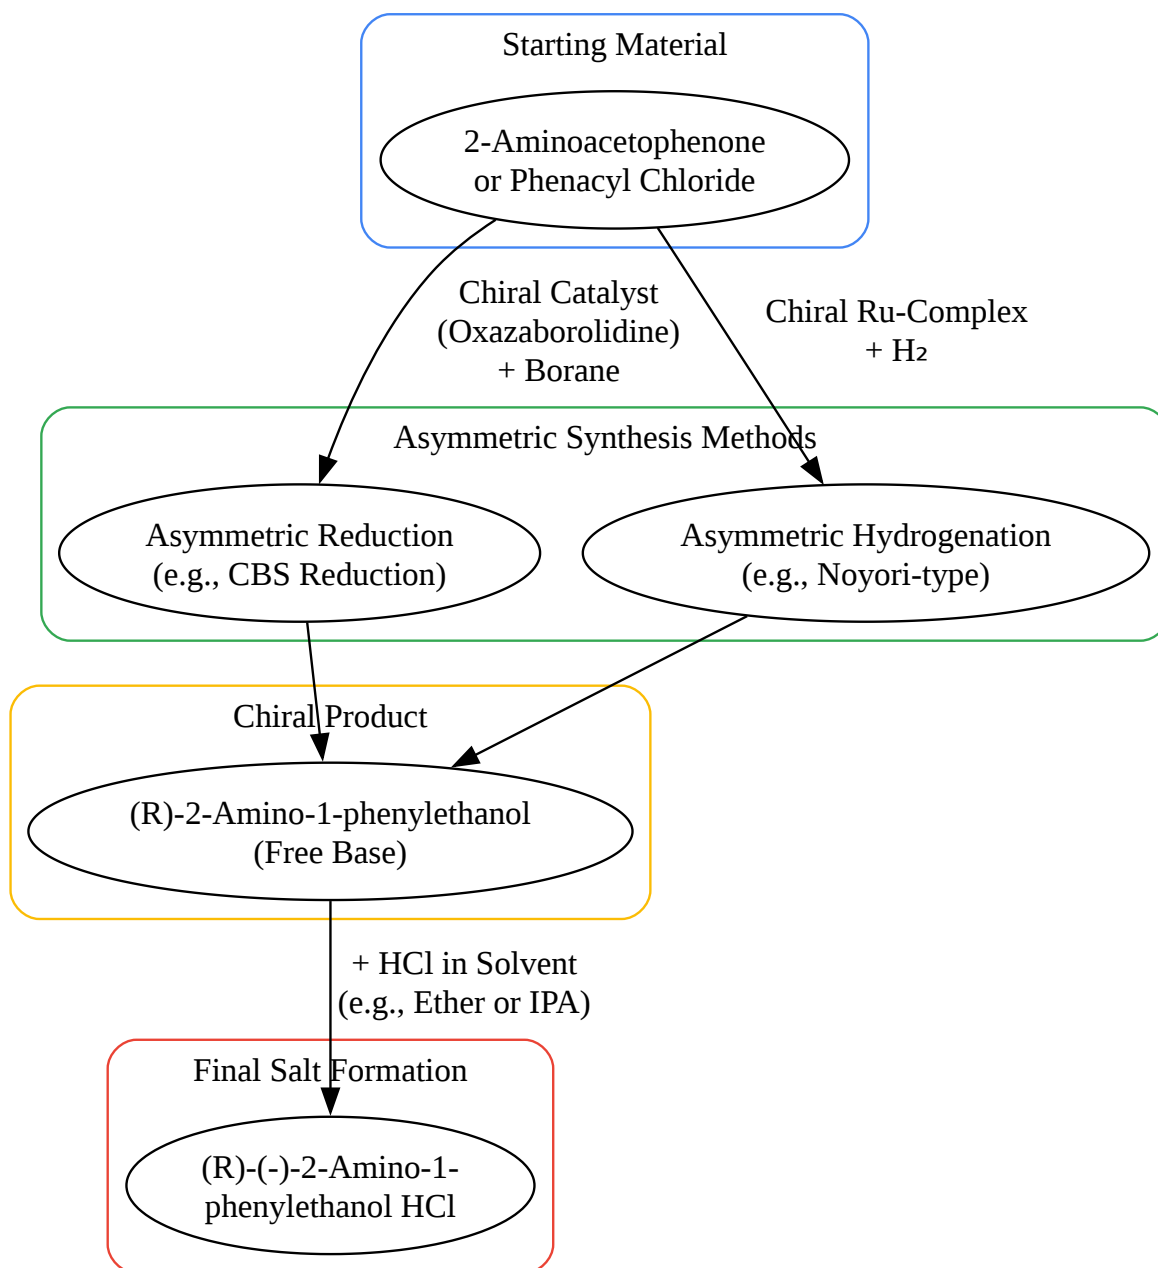 Starting Material
2-Aminoacetophenone
or Phenacyl Chloride
Chiral Catalyst
(Oxazaborolidine)
+ Borane
Chiral Ru-Complex
+ H₂
Asymmetric Synthesis Methods
Asymmetric Reduction
(e.g., CBS Reduction)
Asymmetric Hydrogenation
(e.g., Noyori-type)
Chiral Product
(R)-2-Amino-1-phenylethanol
(Free Base)
+ HCl in Solvent
(e.g., Ether or IPA)
Final Salt Formation
(R)-(-)-2-Amino-1-
phenylethanol HCl